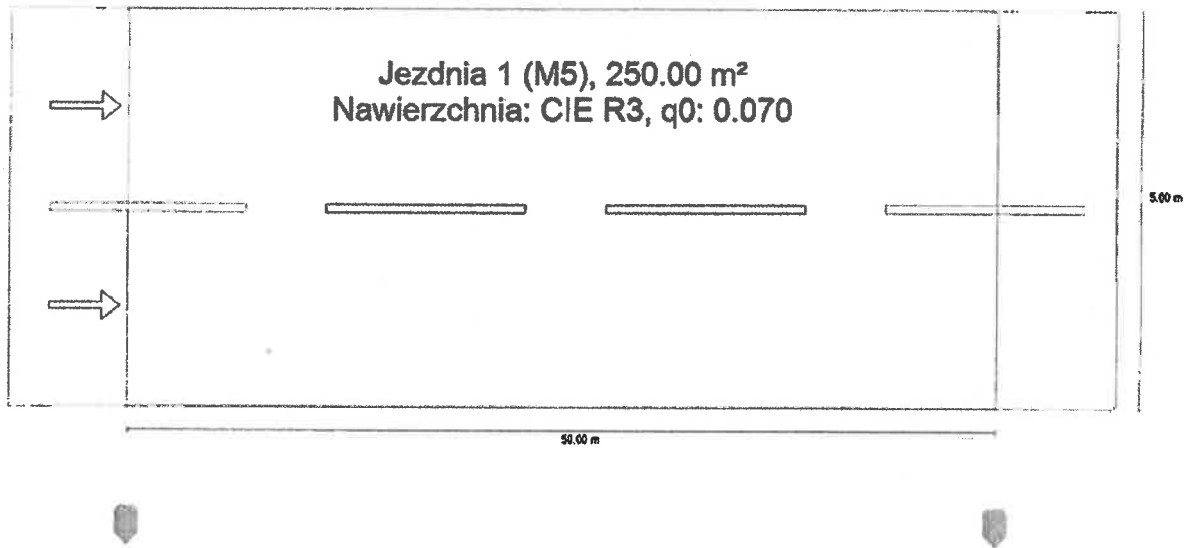 Jezdnia 1 (M5), 250.00 m²
Nawierzchnia: CIE R3, q0: 0.070
5.00 m
50.00 m